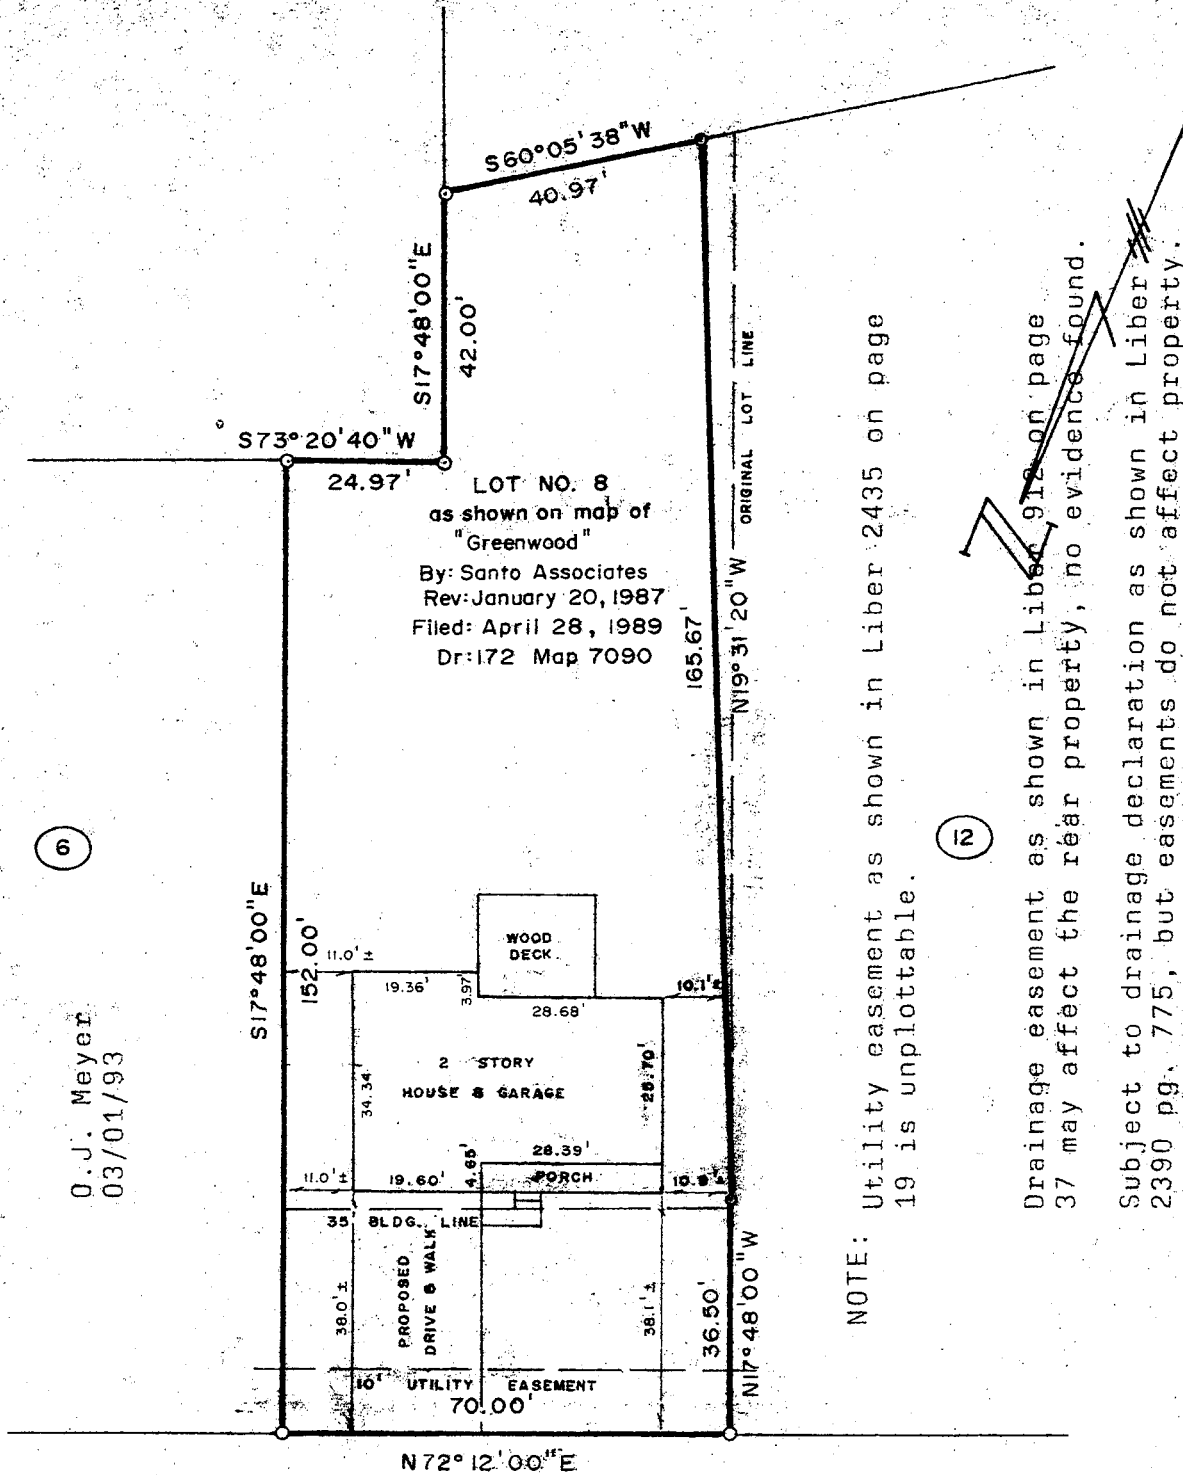 S60°05'38"W
40.97'
S17°48'00"E
42.00'
S73°20'40"W
24.97'
LOT NO. 8
as shown on map of
"Greenwood"
By: Santo Associates
Rev: January 20, 1987
Filed: April 28, 1989
Dr: 172 Map 7090
ORIGINAL LOT LINE
165.67'
N19°31'20"W
6
12
S17°48'00"E
152.00'
11.0'±
19.36'
3.97'
WOOD
DECK
28.68'
10.1'±
2 STORY
HOUSE & GARAGE
34.34'
28.39'
4.65'
PORCH
11.0'±
19.60'
35' BLDG. LINE
PROPOSED
DRIVE & WALK
38.0'±
38.1'±
36.50'
N17°48'00"W
10' UTILITY EASEMENT
70.00'
N72°12'00"E
O.J. Meyer
03/01/93
NOTE: Utility easement as shown in Liber 2435 on page
19 is unplottable.
Drainage easement as shown in Liber 912 on page
37 may affect the rear property, no evidence found.
Subject to drainage declaration as shown in Liber
2390 pg. 775, but easements do not affect property.